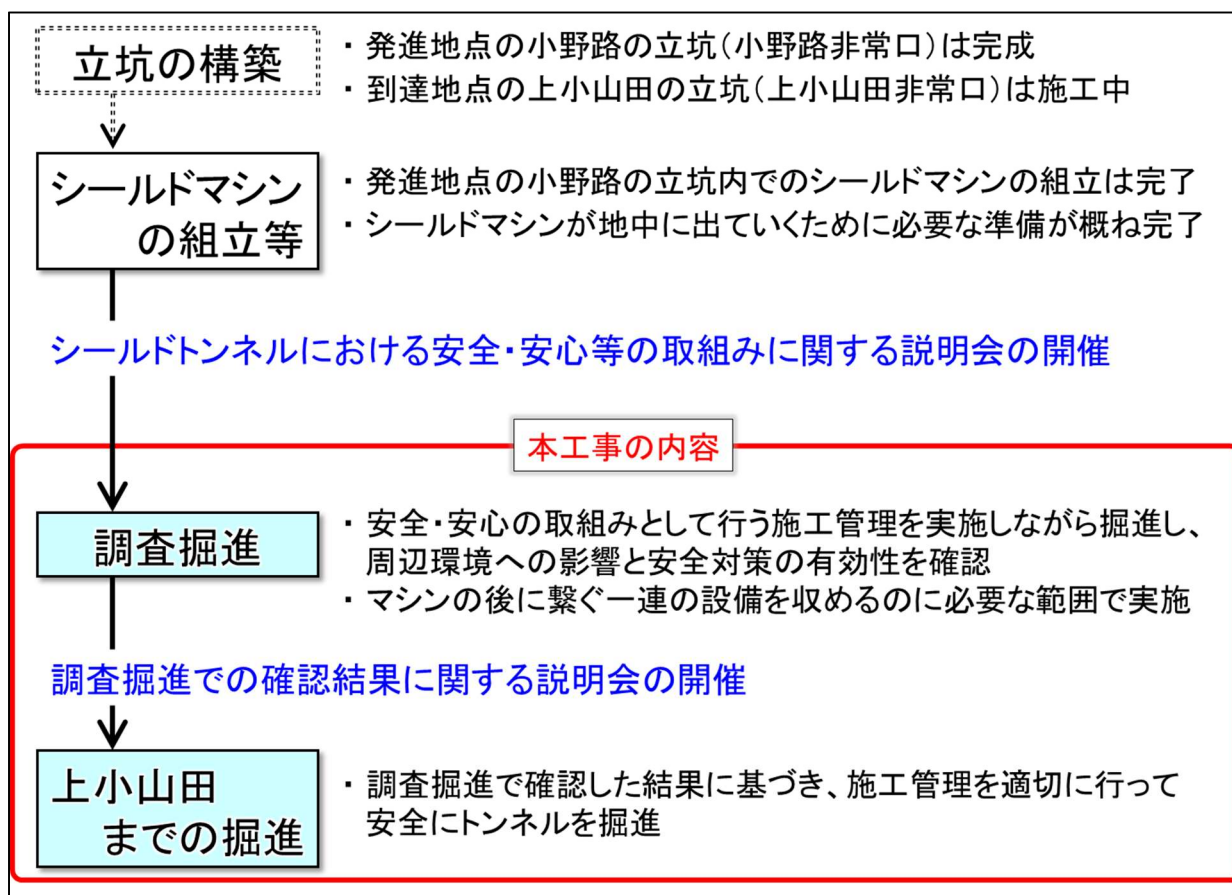 立坑の構築
・発進地点の小野路の立坑(小野路非常口)は完成
・到達地点の上小山田の立坑(上小山田非常口)は施工中
シールドマシン
の組立等
・発進地点の小野路の立坑内でのシールドマシンの組立は完了
・シールドマシンが地中に出ていくために必要な準備が概ね完了
シールドトンネルにおける安全・安心等の取組みに関する説明会の開催
本工事の内容
調査掘進
・安全・安心の取組みとして行う施工管理を実施しながら掘進し、
周辺環境への影響と安全対策の有効性を確認
・マシンの後に繋ぐ一連の設備を収めるのに必要な範囲で実施
調査掘進での確認結果に関する説明会の開催
上小山田
までの掘進
・調査掘進で確認した結果に基づき、施工管理を適切に行って
安全にトンネルを掘進